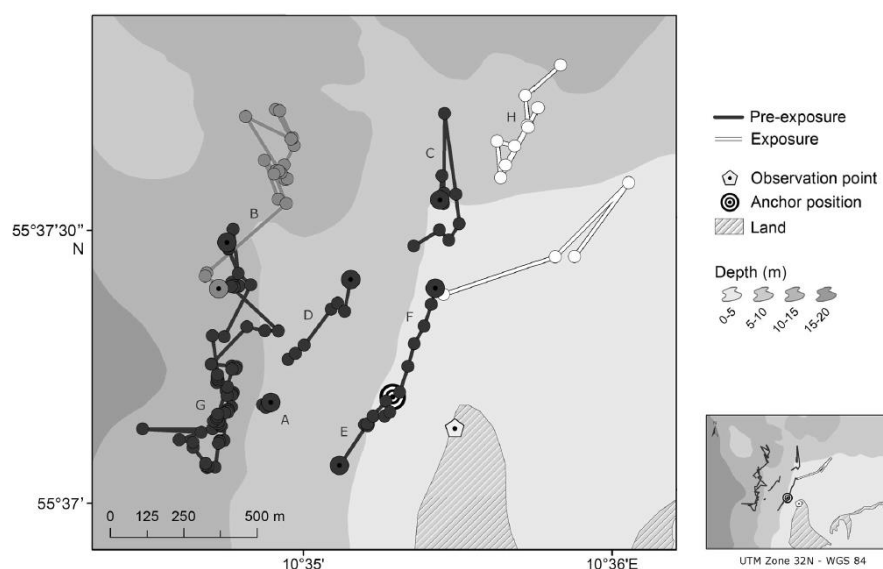 H
C
B
D
F
G
A
E
55°37'30"
N
55°37'
0 125 250 500 m
10°35'
10°36'E
Pre-exposure
Exposure
Observation point
Anchor position
Land
Depth (m)
0-5
5-10
10-15
15-20
UTM Zone 32N - WGS 84